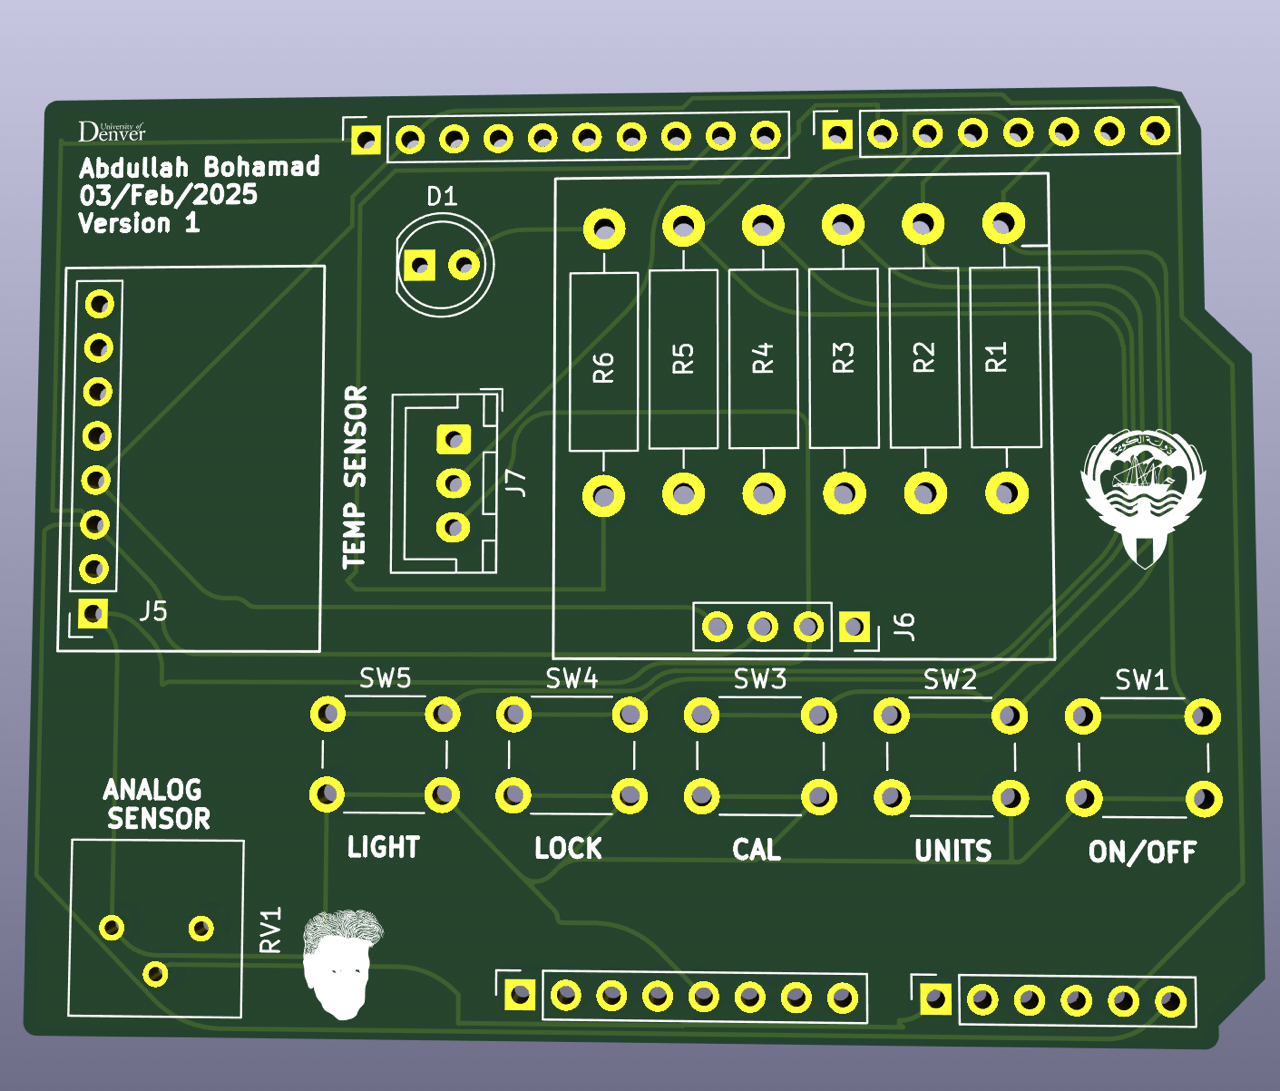 University of
Denver
Abdullah Bohamad
03/Feb/2025
Version 1
D1
R6
R5
R4
R3
R2
R1
TEMP SENSOR
J7
J5
J6
SW5
SW4
SW3
SW2
SW1
ANALOG
SENSOR
LIGHT
LOCK
CAL
UNITS
ON/OFF
RV1